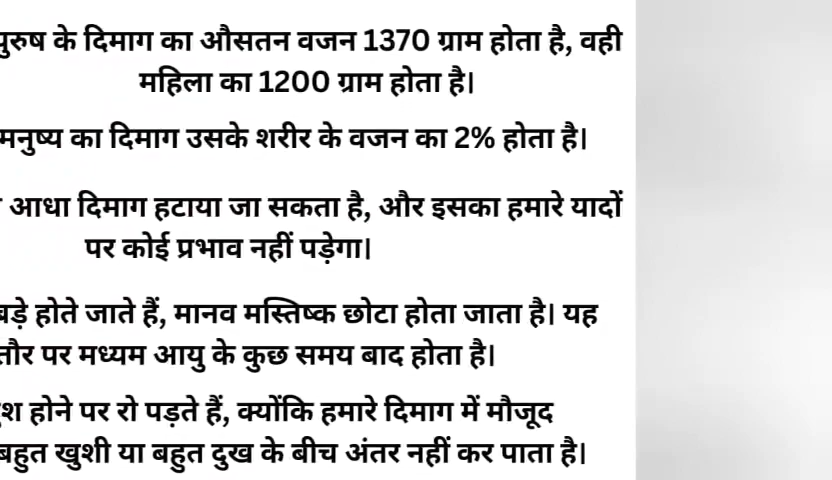 के दिमाग का औसतन वजन 1370 ग्राम होता है, वही
महिला का 1200 ग्राम होता है।
मनुष्य का दिमाग उसके शरीर के वजन का 2% होता है।
आधा दिमाग हटाया जा सकता है, और इसका हमारे यादों
पर कोई प्रभाव नहीं पड़ेगा।
बड़े होते जाते हैं, मानव मस्तिष्क छोटा होता जाता है। यह
तौर पर मध्यम आयु के कुछ समय बाद होता है।
होने पर रो पड़ते हैं, क्योंकि हमारे दिमाग में मौजूद
बहुत खुशी या बहुत दुख के बीच अंतर नहीं कर पाता है।